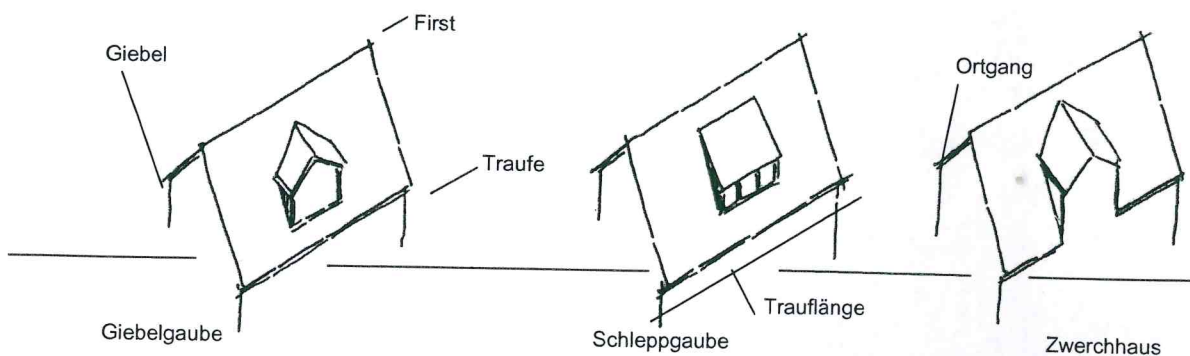 First
Giebel
Ortgang
Traufe
Trauflänge
Giebelgaube
Schleppgaube
Zwerchhaus